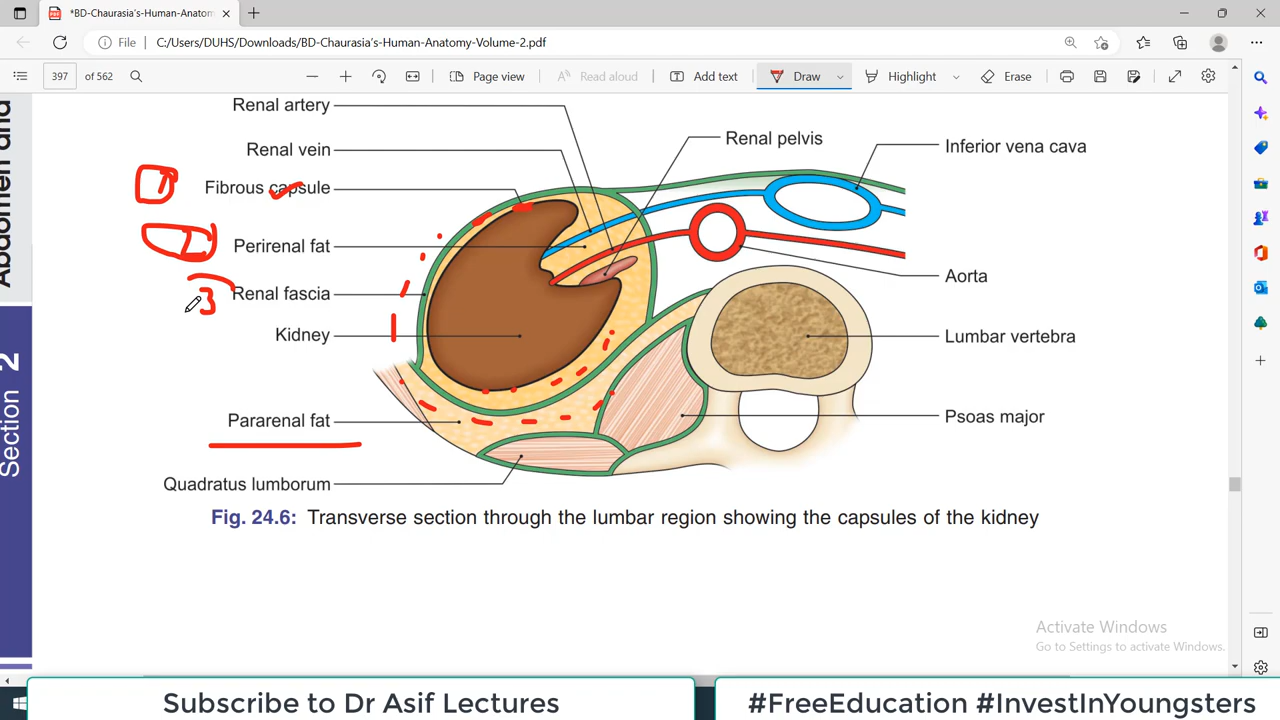 *BD-Chaurasia's-Human-Anatom
File
C:/Users/DUHS/Downloads/BD-Chaurasia's-Human-Anatomy-Volume-2.pdf
397
of 562
Page view
Read aloud
Add text
Draw
Highlight
Erase
Abdomen and
Section 2
Renal artery
Renal vein
1 Fibrous capsule
2 Perirenal fat
3 Renal fascia
Kidney
Pararenal fat
Quadratus lumborum
Renal pelvis
Inferior vena cava
Aorta
Lumbar vertebra
Psoas major
Fig. 24.6: Transverse section through the lumbar region showing the capsules of the kidney
Activate Windows
Go to Settings to activate Windows.
Subscribe to Dr Asif Lectures
#FreeEducation #InvestInYoungsters